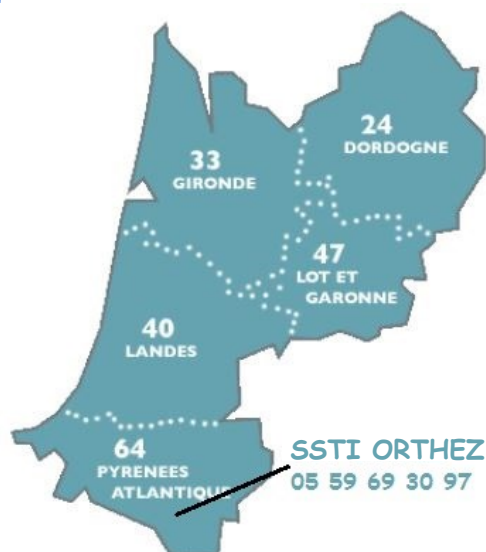 24
DORDOGNE
33
GIRONDE
47
LOT ET
GARONNE
40
LANDES
64
PYRENEES
ATLANTIQUE
SSTI ORTHEZ
05 59 69 30 97